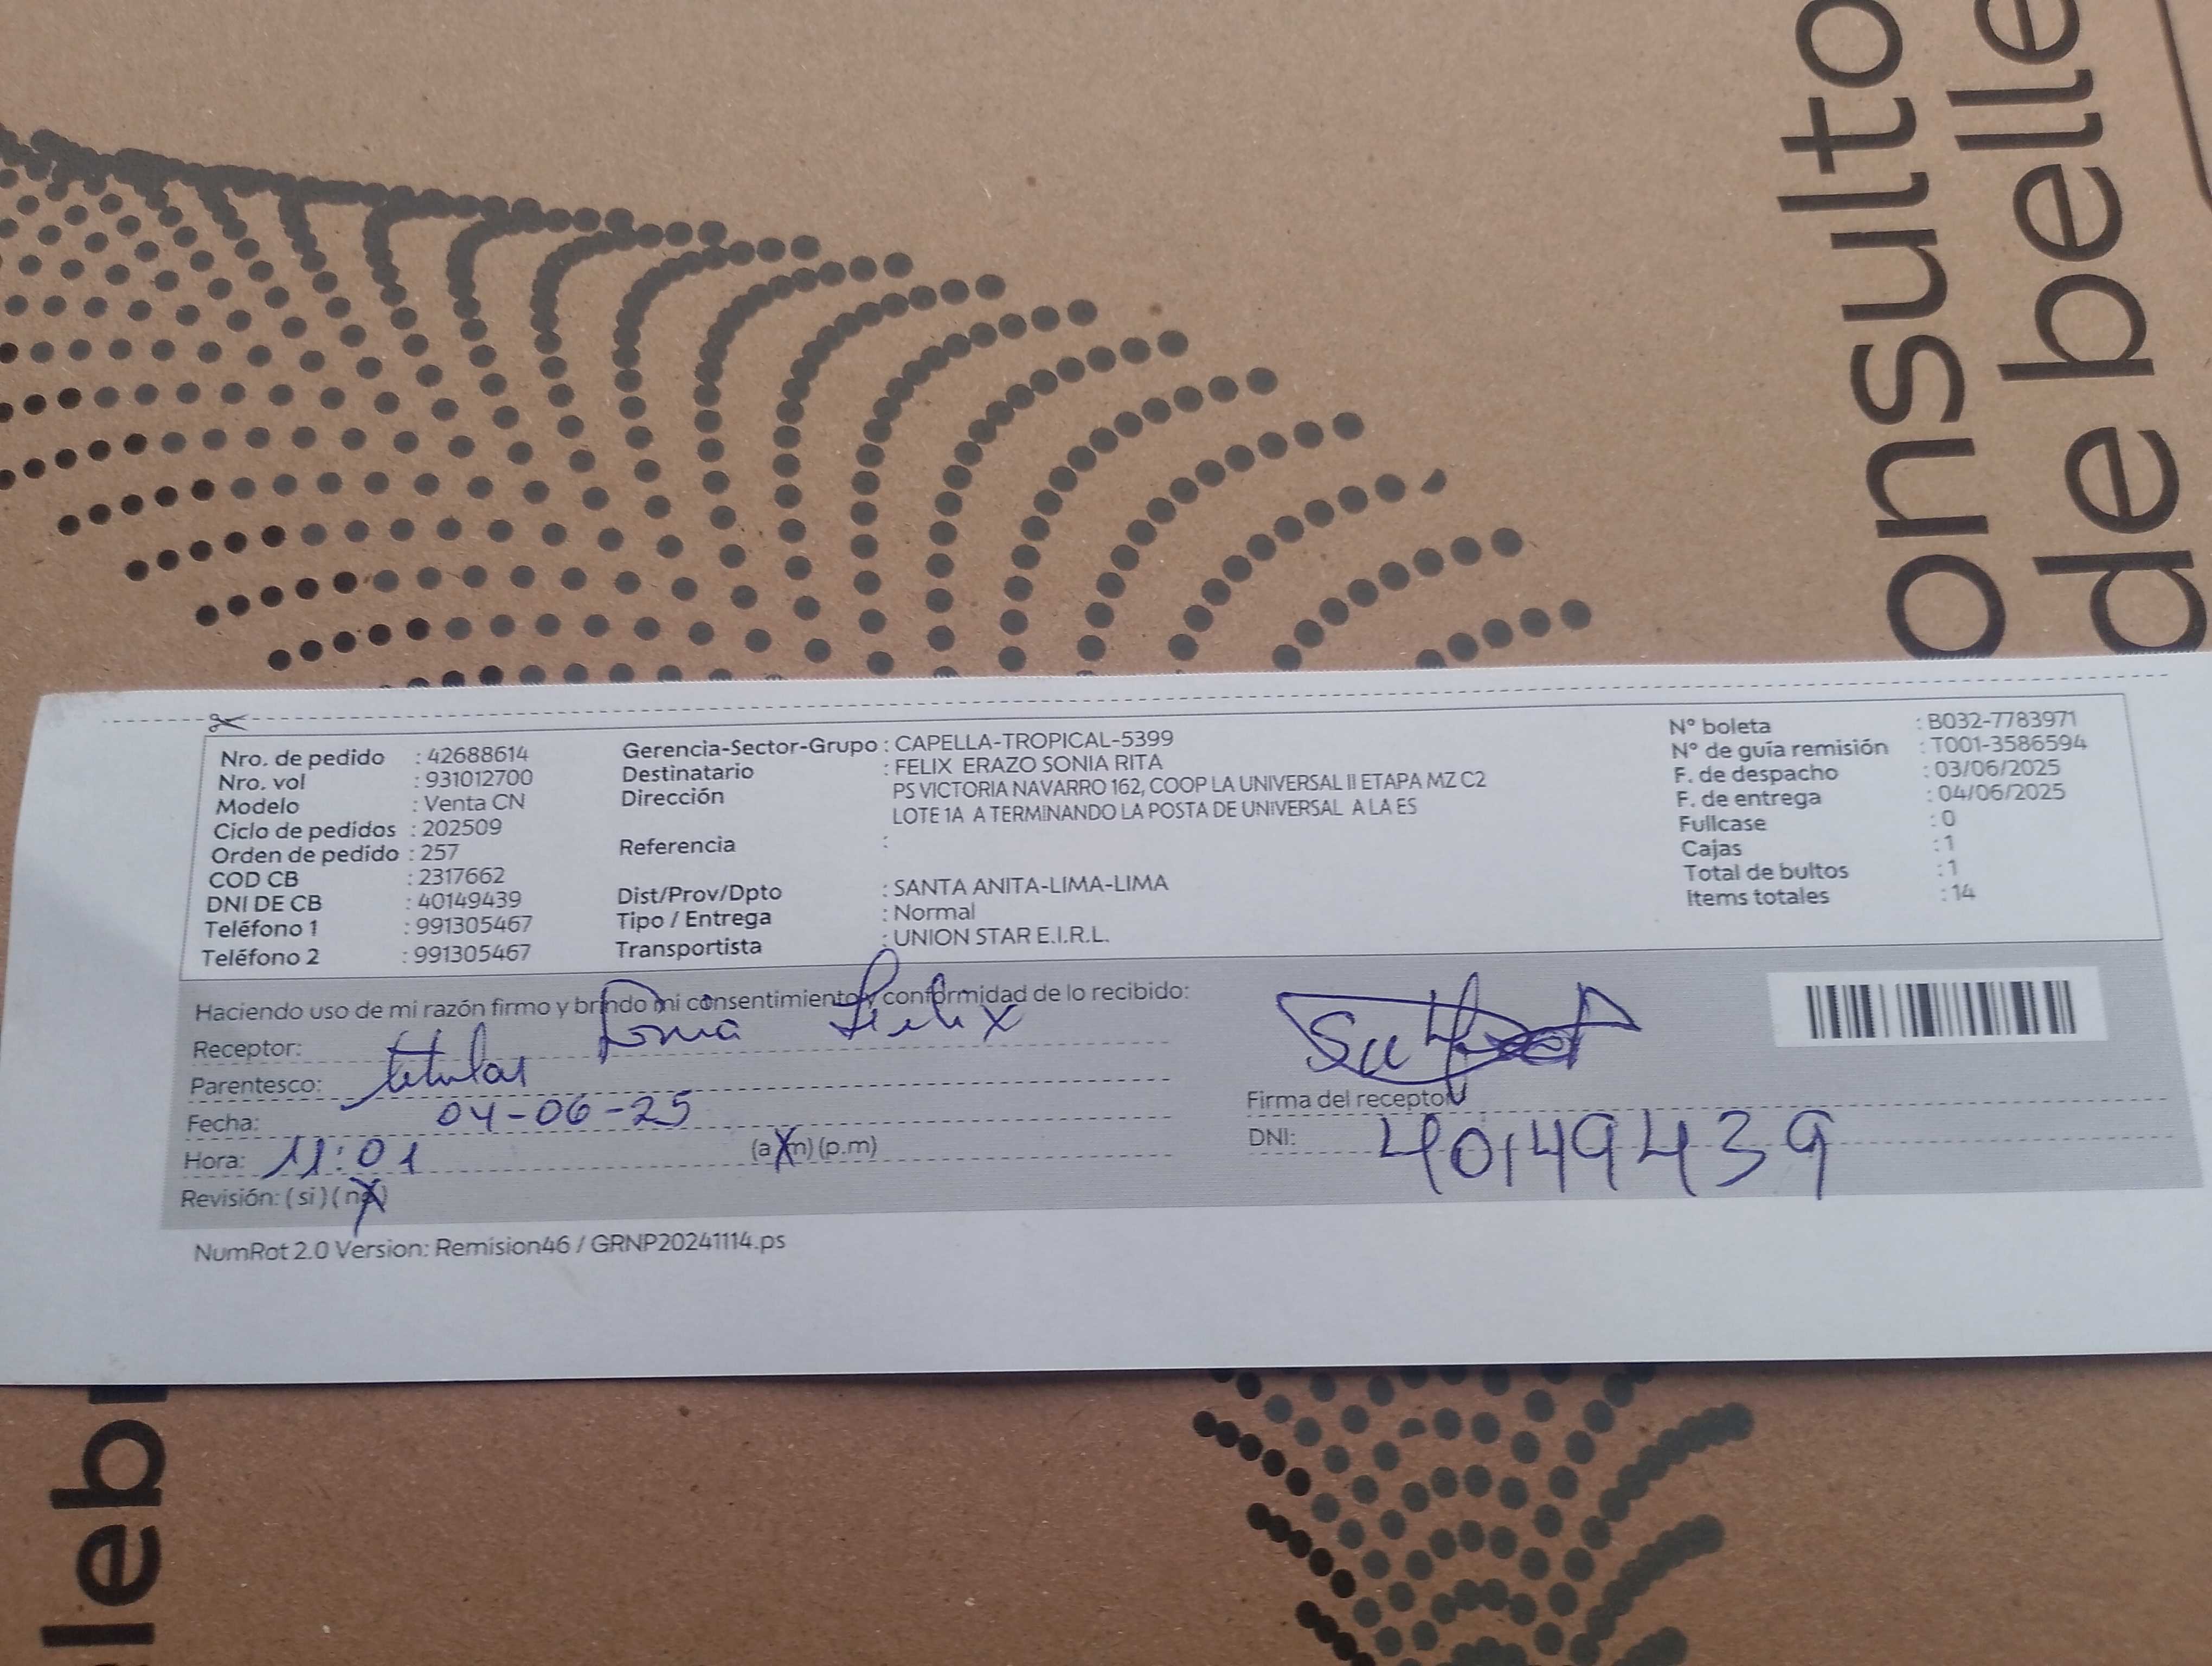 onsulto
de belle
Nro. de pedido : 42688614
Nro. vol : 931012700
Modelo : Venta CN
Ciclo de pedidos : 202509
Orden de pedido : 257
COD CB : 2317662
DNI DE CB : 40149439
Teléfono 1 : 991305467
Teléfono 2 : 991305467
Gerencia-Sector-Grupo : CAPELLA-TROPICAL-5399
Destinatario : FELIX ERAZO SONIA RITA
Dirección PS VICTORIA NAVARRO 162, COOP LA UNIVERSAL II ETAPA MZ C2
LOTE 1A A TERMINANDO LA POSTA DE UNIVERSAL A LA ES
Referencia :
Dist/Prov/Dpto : SANTA ANITA-LIMA-LIMA
Tipo / Entrega : Normal
Transportista : UNION STAR E.I.R.L.
N° boleta : B032-7783971
N° de guía remisión : T001-3586594
F. de despacho : 03/06/2025
F. de entrega : 04/06/2025
Fullcase : 0
Cajas : 1
Total de bultos : 1
Items totales : 14
Haciendo uso de mi razón firmo y brindo mi consentimiento y conformidad de lo recibido:
Receptor: Sonia Felix
Parentesco: titular
Fecha: 04-06-25
Hora: 11:01 (a.m) (p.m)
Revisión: ( si ) ( no )
Firma del receptor
DNI: 40149439
NumRot 2.0 Version: Remision46 / GRNP20241114.ps
lleb